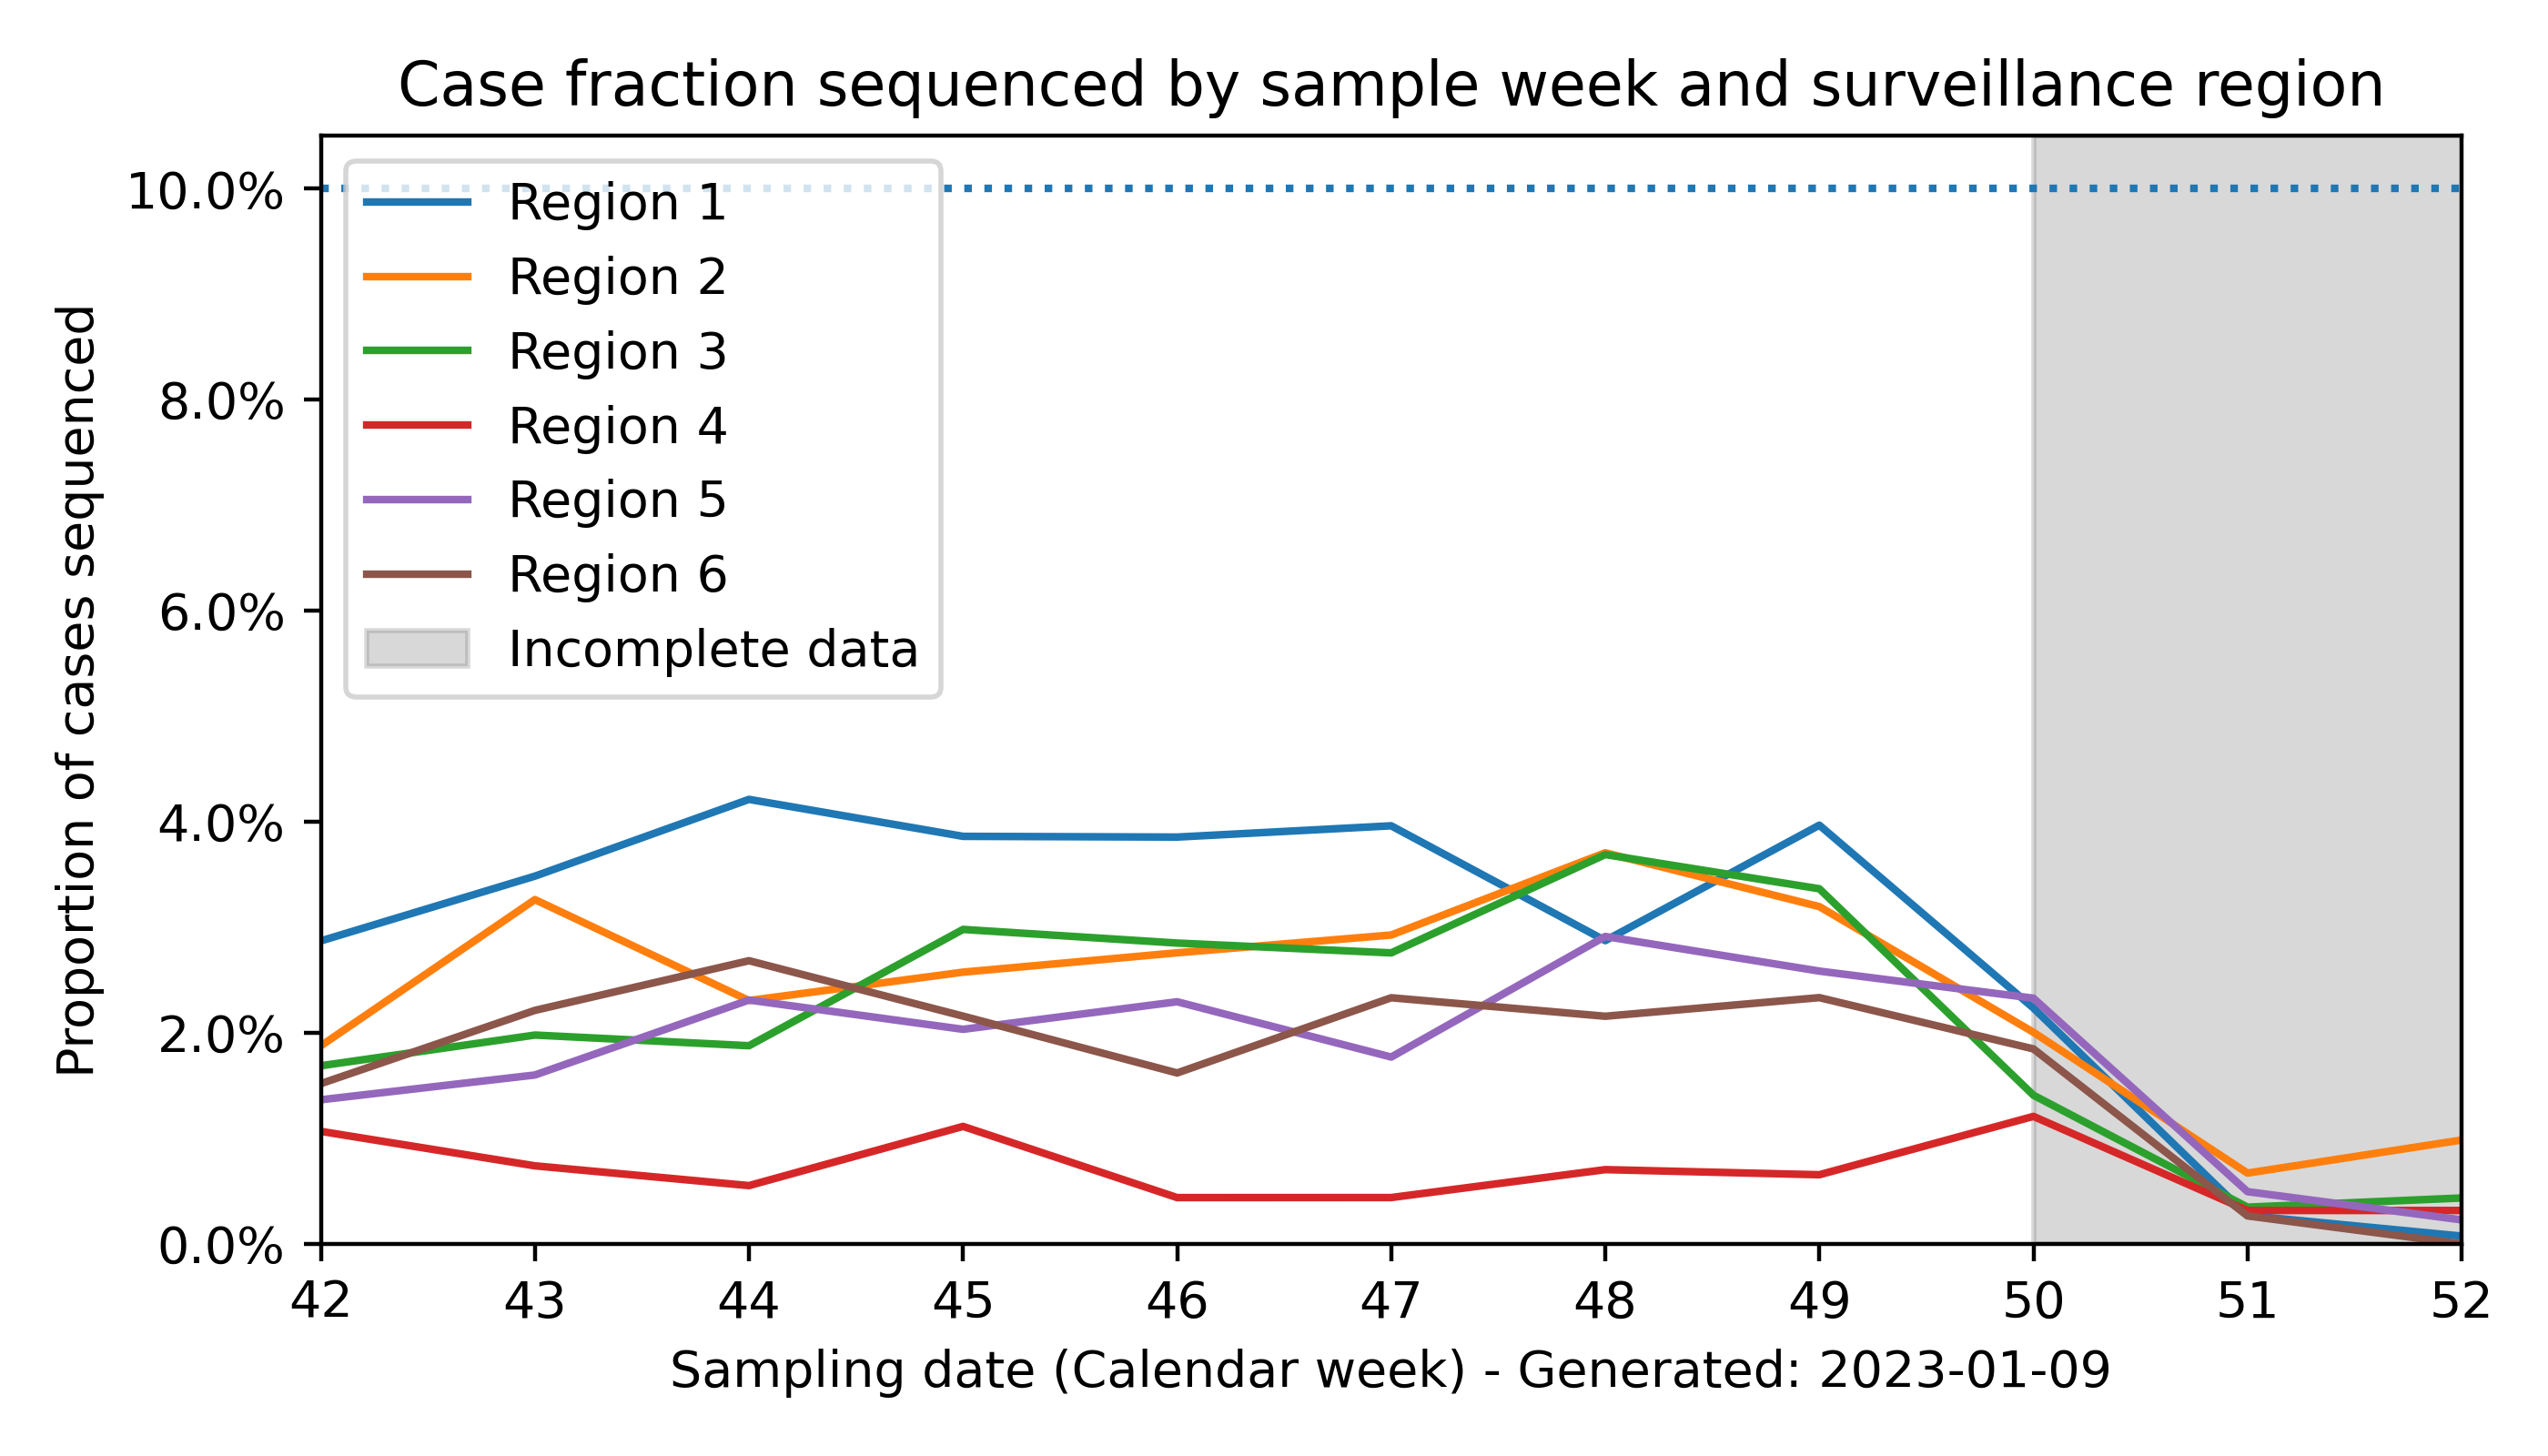 Case fraction sequenced by sample week and surveillance region
Proportion of cases sequenced
10.0%
8.0%
6.0%
4.0%
2.0%
0.0%
Region 1
Region 2
Region 3
Region 4
Region 5
Region 6
Incomplete data
42 43 44 45 46 47 48 49 50 51 52
Sampling date (Calendar week) - Generated: 2023-01-09